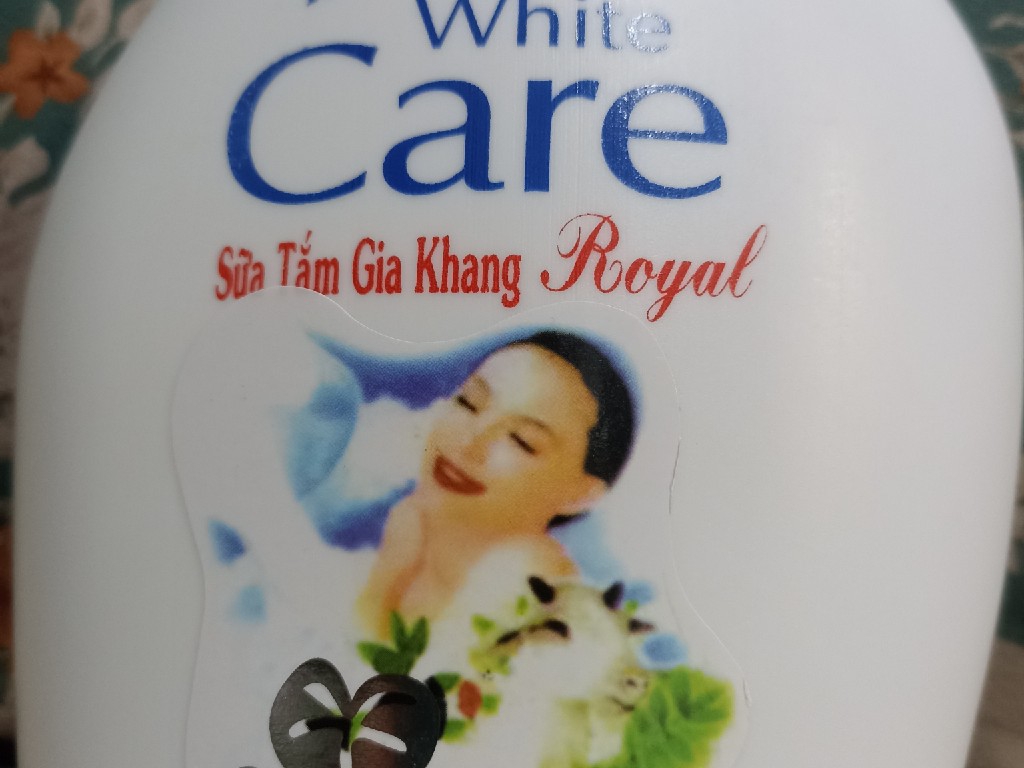 White
Care
Sữa Tắm Gia Khang Royal